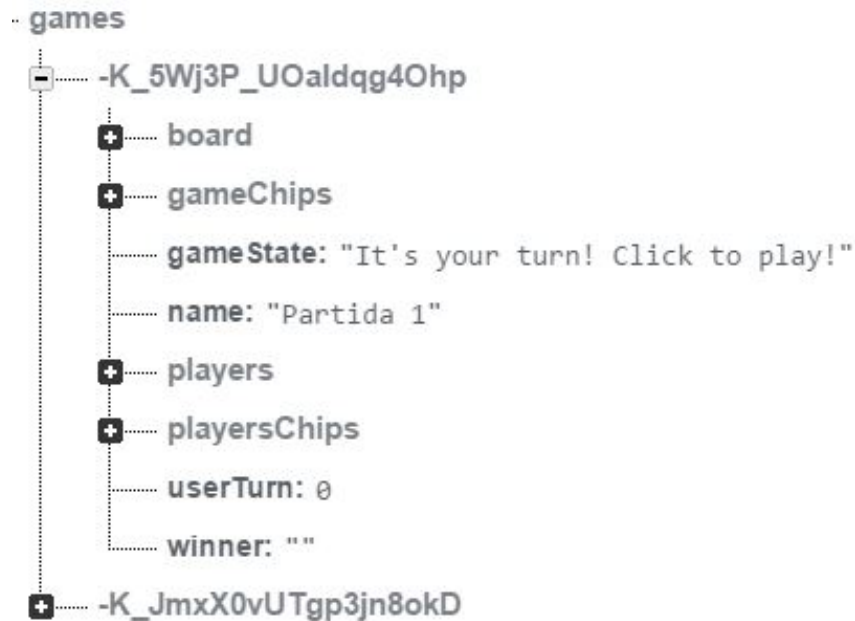 games
-K_5Wj3P_UOaldqg4Ohp
board
gameChips
gameState: "It's your turn! Click to play!"
name: "Partida 1"
players
playersChips
userTurn: 0
winner: ""
-K_JmxX0vUTgp3jn8okD